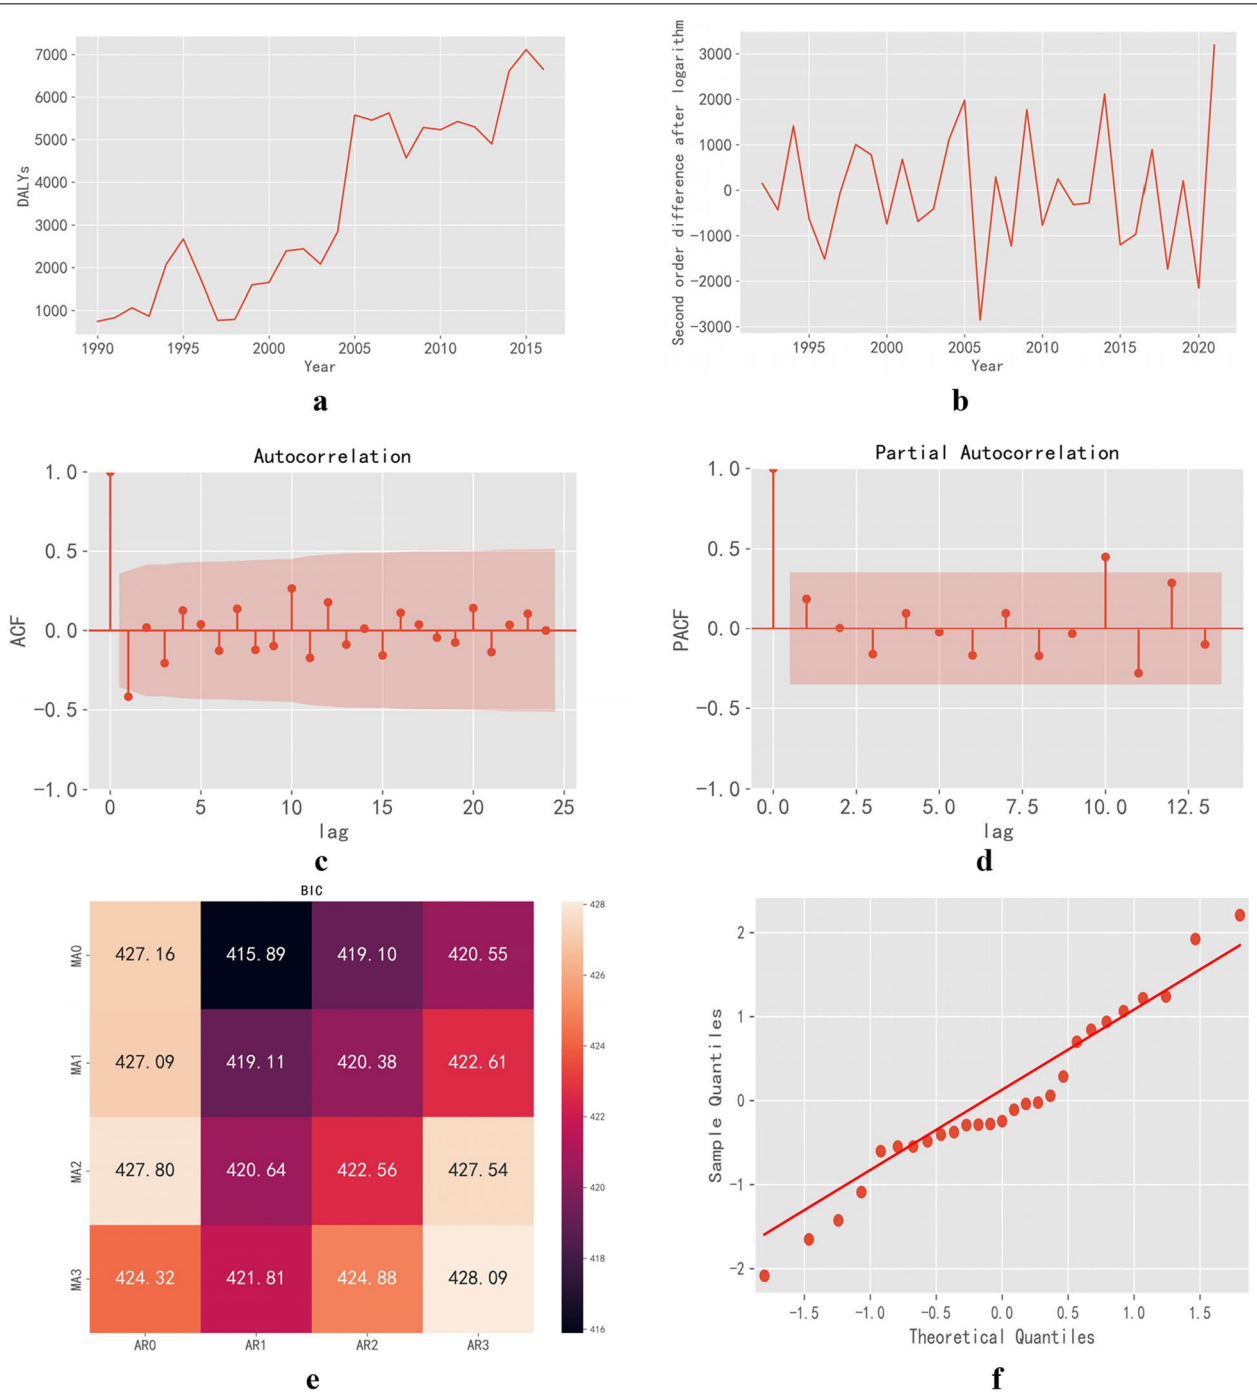 7000
6000
5000
4000
3000
2000
1000
DALYs
1990 1995 2000 2005 2010 2015
Year
a
Second order difference after logarithm
3000
2000
1000
0
−1000
−2000
−3000
1995 2000 2005 2010 2015 2020
Year
b
Autocorrelation
1.0
0.5
0.0
−0.5
−1.0
ACF
0 5 10 15 20 25
lag
c
Partial Autocorrelation
1.0
0.5
0.0
−0.5
−1.0
PACF
0.0 2.5 5.0 7.5 10.0 12.5
lag
d
BIC
MA0 427.16 415.89 419.10 420.55
MA1 427.09 419.11 420.38 422.61
MA2 427.80 420.64 422.56 427.54
MA3 424.32 421.81 424.88 428.09
AR0 AR1 AR2 AR3
428
426
424
422
420
418
416
e
2
1
0
−1
−2
Sample Quantiles
−1.5 −1.0 −0.5 0.0 0.5 1.0 1.5
Theoretical Quantiles
f